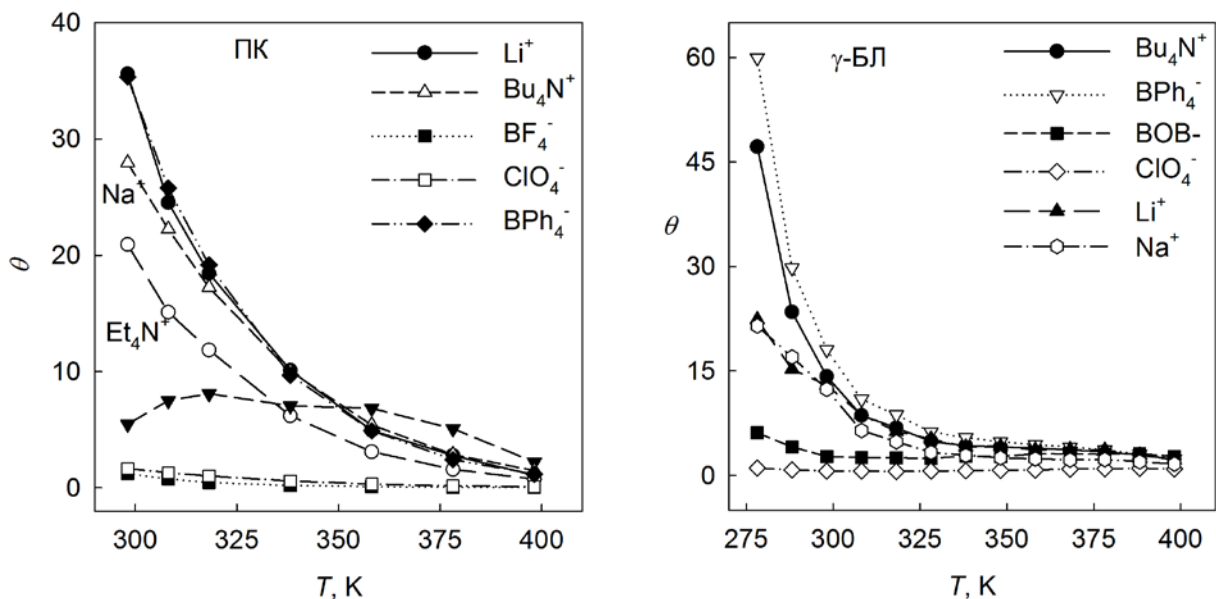 ПК
Li+
Bu4N+
BF4-
ClO4-
BPh4-
Na+
Et4N+
40
30
20
10
0
θ
300
325
350
375
400
T, K
γ-БЛ
Bu4N+
BPh4-
BOB-
ClO4-
Li+
Na+
60
45
30
15
0
θ
275
300
325
350
375
400
T, K